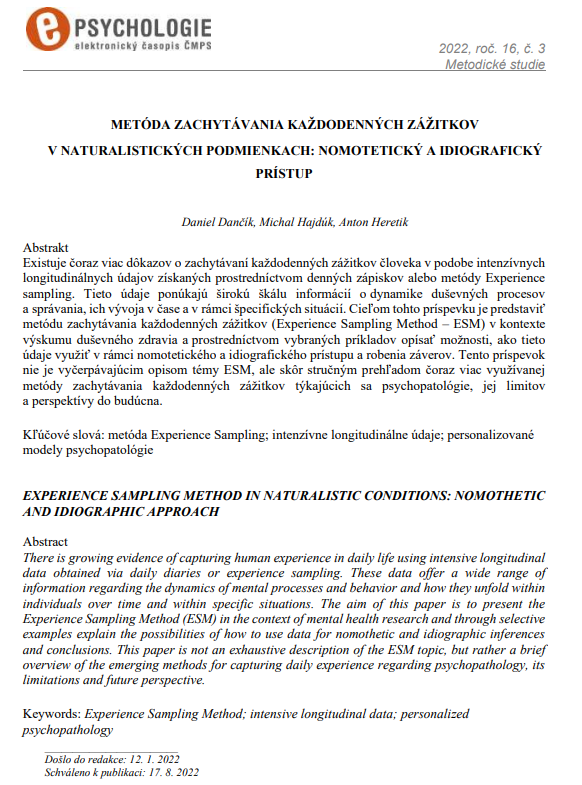 e PSYCHOLOGIE
elektronický časopis ČMPS
2022, roč. 16, č. 3
Metodické studie
METÓDA ZACHYTÁVANIA KAŽDODENNÝCH ZÁŽITKOV
V NATURALISTICKÝCH PODMIENKACH: NOMOTETICKÝ A IDIOGRAFICKÝ
PRÍSTUP
Daniel Dančík, Michal Hajdúk, Anton Heretik
Abstrakt
Existuje čoraz viac dôkazov o zachytávaní každodenných zážitkov človeka v podobe intenzívnych
longitudinálnych údajov získaných prostredníctvom denných zápiskov alebo metódy Experience
sampling. Tieto údaje ponúkajú širokú škálu informácií o dynamike duševných procesov
a správania, ich vývoja v čase a v rámci špecifických situácií. Cieľom tohto príspevku je predstaviť
metódu zachytávania každodenných zážitkov (Experience Sampling Method – ESM) v kontexte
výskumu duševného zdravia a prostredníctvom vybraných príkladov opísať možnosti, ako tieto
údaje využiť v rámci nomotetického a idiografického prístupu a robenia záverov. Tento príspevok
nie je vyčerpávajúcim opisom témy ESM, ale skôr stručným prehľadom čoraz viac využívanej
metódy zachytávania každodenných zážitkov týkajúcich sa psychopatológie, jej limitov
a perspektívy do budúcna.
Kľúčové slová: metóda Experience Sampling; intenzívne longitudinálne údaje; personalizované
modely psychopatológie
EXPERIENCE SAMPLING METHOD IN NATURALISTIC CONDITIONS: NOMOTHETIC
AND IDIOGRAPHIC APPROACH
Abstract
There is growing evidence of capturing human experience in daily life using intensive longitudinal
data obtained via daily diaries or experience sampling. These data offer a wide range of
information regarding the dynamics of mental processes and behavior and how they unfold within
individuals over time and within specific situations. The aim of this paper is to present the
Experience Sampling Method (ESM) in the context of mental health research and through selective
examples explain the possibilities of how to use data for nomothetic and idiographic inferences
and conclusions. This paper is not an exhaustive description of the ESM topic, but rather a brief
overview of the emerging methods for capturing daily experience regarding psychopathology, its
limitations and future perspective.
Keywords: Experience Sampling Method; intensive longitudinal data; personalized
psychopathology
Došlo do redakce: 12. 1. 2022
Schváleno k publikaci: 17. 8. 2022